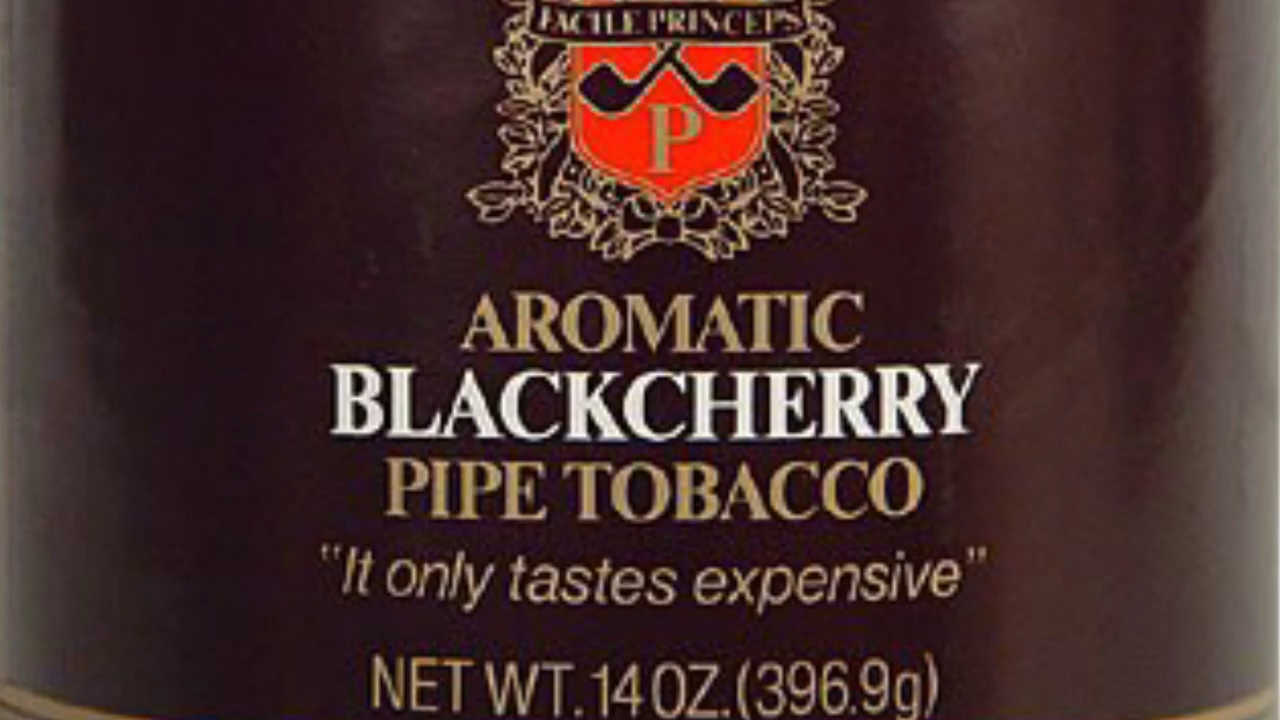 FACILE PRINCEPS
P
AROMATIC
BLACKCHERRY
PIPE TOBACCO
"It only tastes expensive"
NET WT. 14 OZ. (396.9g)